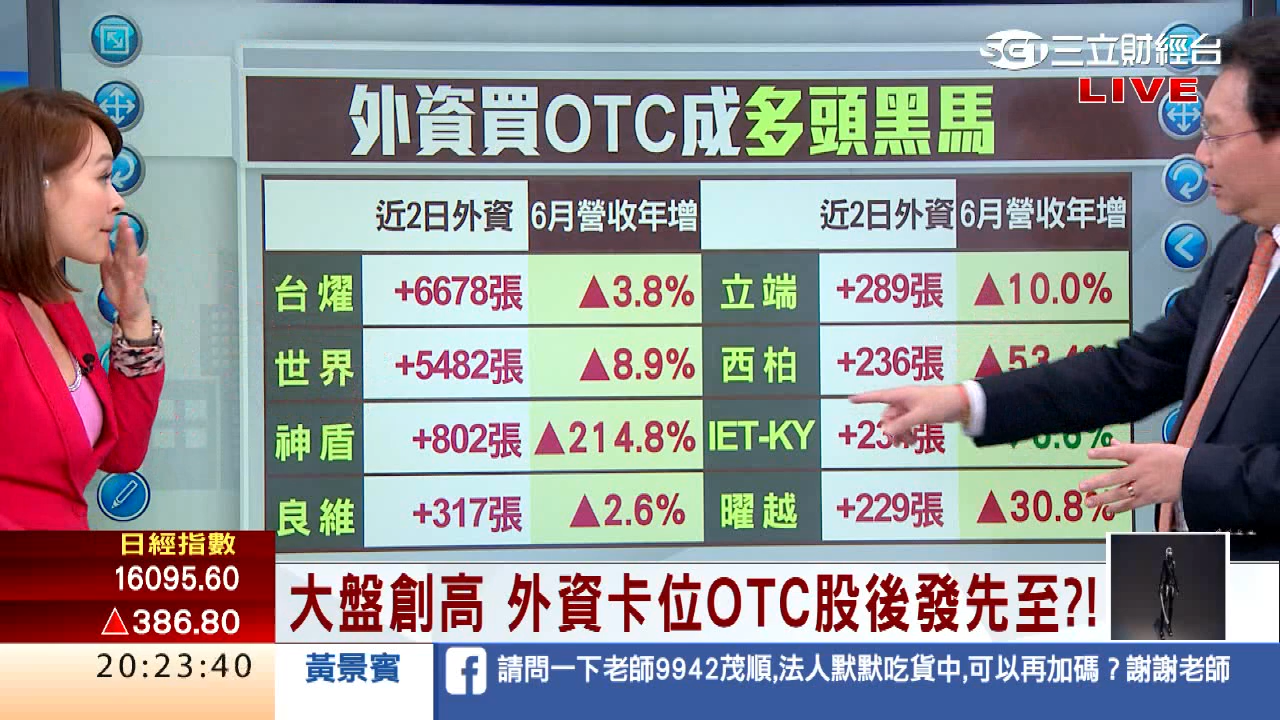 SET 三立財經台
LIVE
外資買OTC成多頭黑馬
近2日外資 6月營收年增 近2日外資 6月營收年增
台燿 +6678張 ▲3.8% 立端 +289張 ▲10.0%
世界 +5482張 ▲8.9% 西柏 +236張
神盾 +802張 ▲214.8% IET-KY
良維 +317張 ▲2.6% 曜越 +229張 ▲30.8%
日經指數
16095.60
▲386.80
20:23:40
大盤創高 外資卡位OTC股後發先至?!
黃景賓
請問一下老師9942茂順,法人默默吃貨中,可以再加碼?謝謝老師